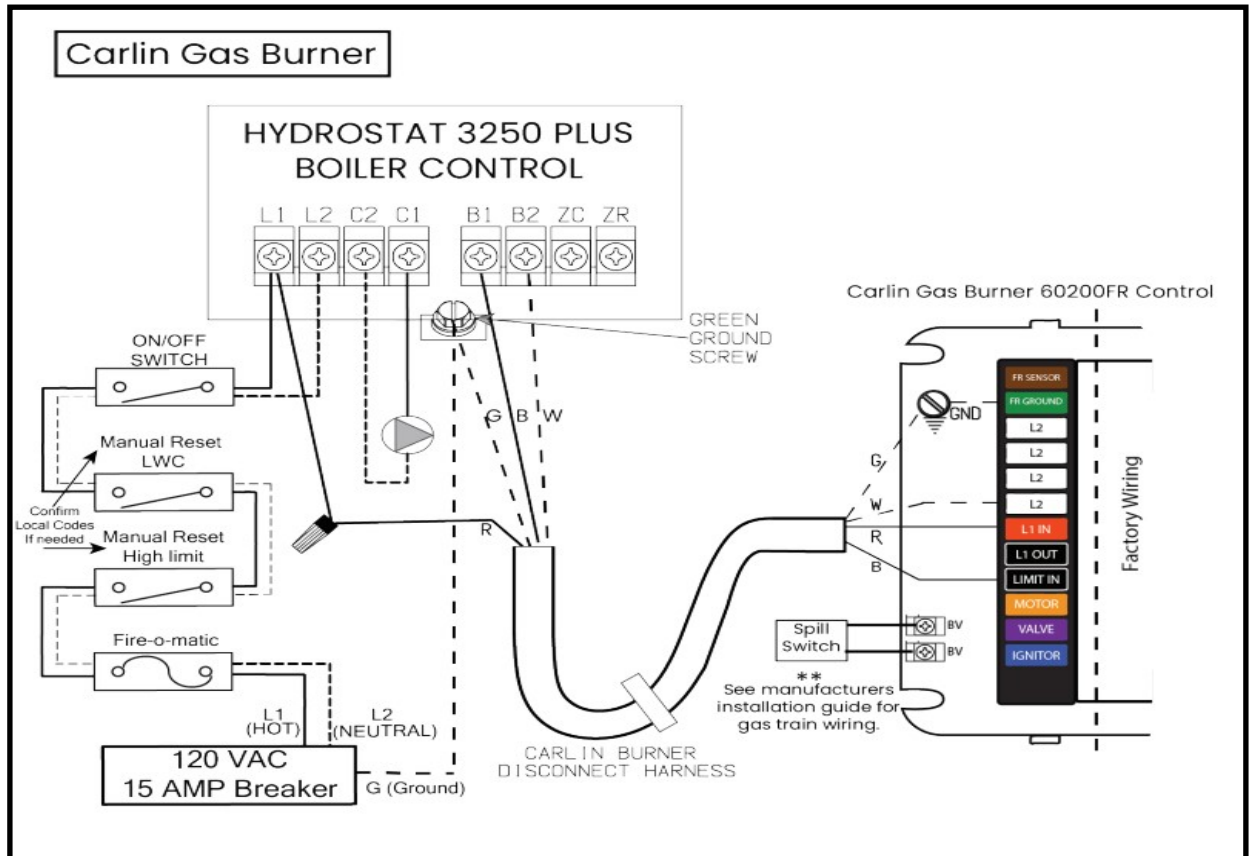 Carlin Gas Burner
HYDROSTAT 3250 PLUS
BOILER CONTROL
L1 L2 C2 C1 B1 B2 ZC ZR
GREEN
GROUND
SCREW
ON/OFF
SWITCH
Manual Reset
LWC
Confirm
Local Codes
If needed
Manual Reset
High limit
Fire-o-matic
L1
(HOT)
L2
(NEUTRAL)
120 VAC
15 AMP Breaker
G (Ground)
G B W
R
CARLIN BURNER
DISCONNECT HARNESS
Carlin Gas Burner 60200FR Control
GND
G
W
R
B
FR SENSOR
FR GROUND
L2
L2
L2
L2
L1 IN
L1 OUT
LIMIT IN
MOTOR
VALVE
IGNITOR
Factory Wiring
Spill
Switch
BV
BV
**
See manufacturers
installation guide for
gas train wiring.